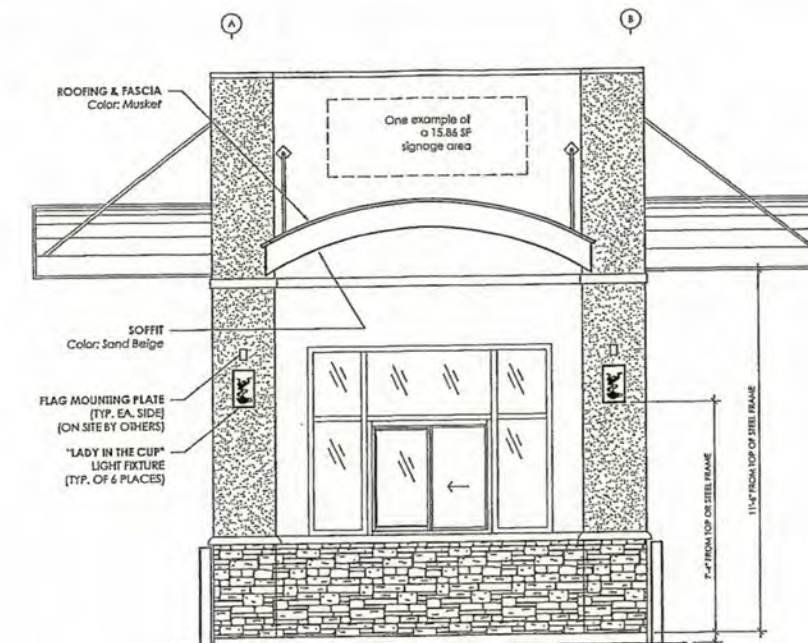 A
B
ROOFING & FASCIA
Color: Musket
One example of
a 15.86 SF
signage area
SOFFIT
Color: Sand Beige
FLAG MOUNTING PLATE
(TYP. EA. SIDE)
(ON SITE BY OTHERS)
"LADY IN THE CUP"
LIGHT FIXTURE
(TYP. OF 6 PLACES)
7'-4" FROM TOP OR STEEL FRAME
11'-6" FROM TOP OF STEEL FRAME